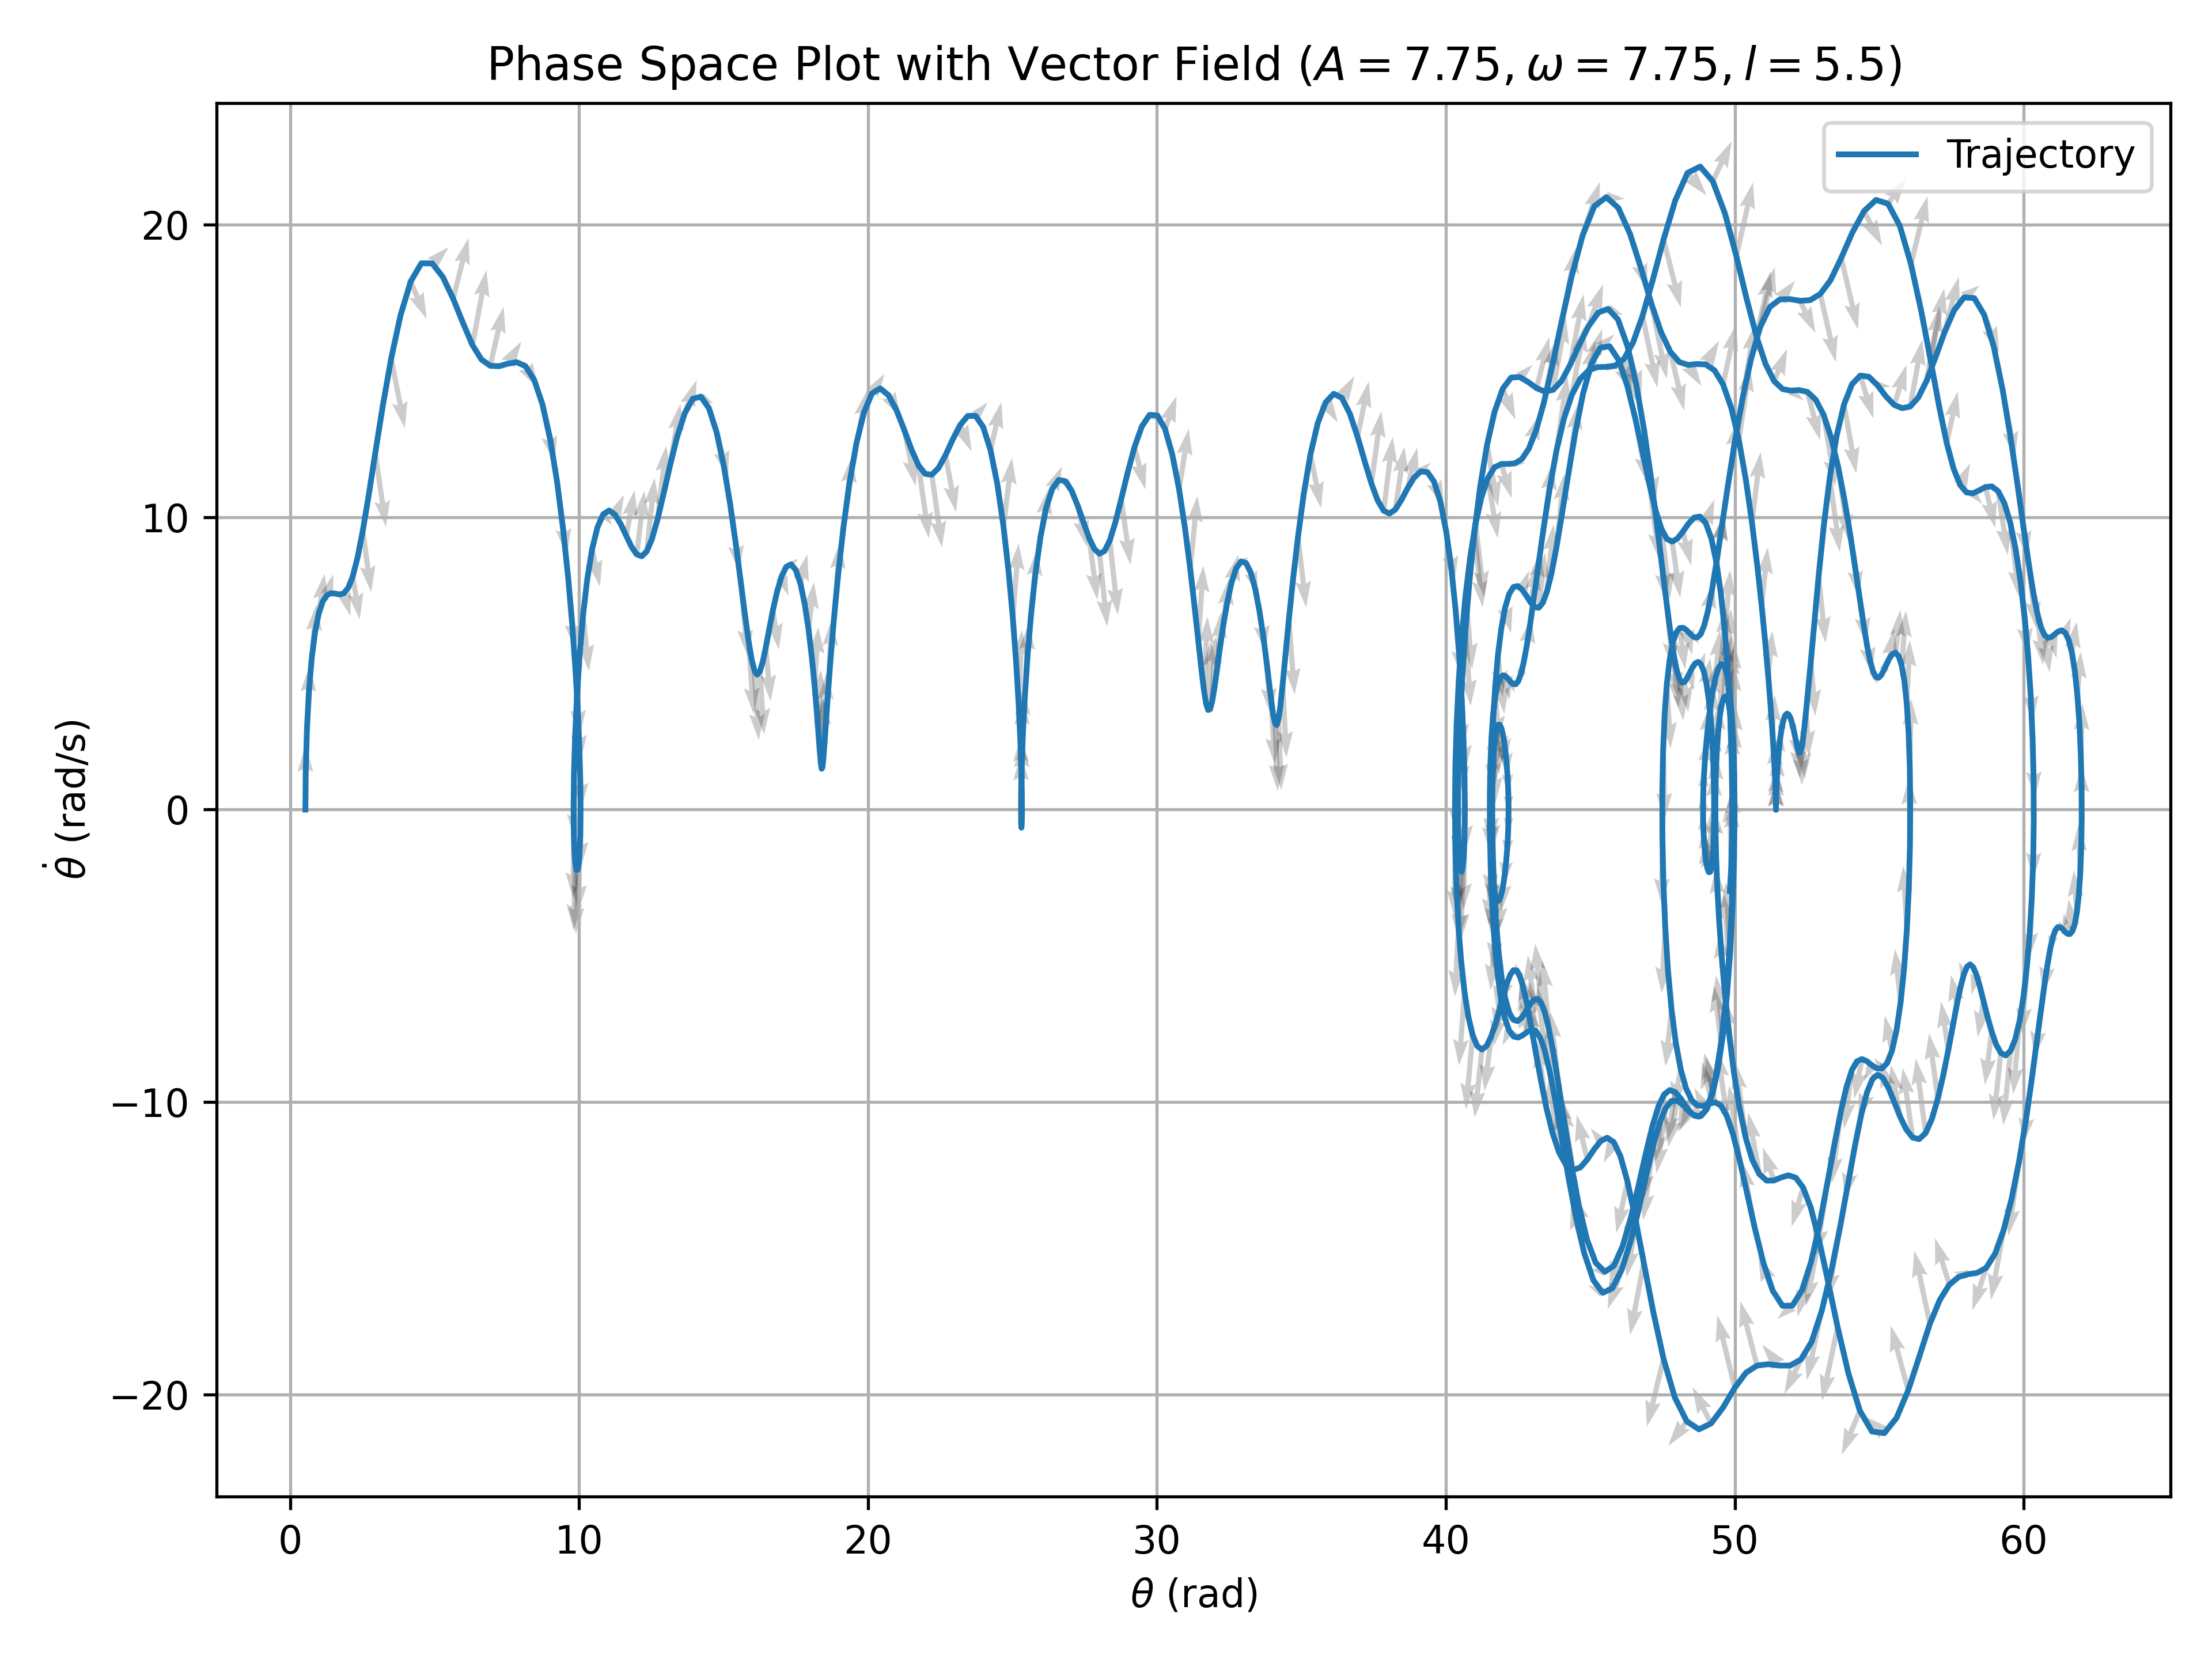 Phase Space Plot with Vector Field (A = 7.75, ω = 7.75, l = 5.5)
Trajectory
20
10
0
−10
−20
θ̇ (rad/s)
0 10 20 30 40 50 60
θ (rad)